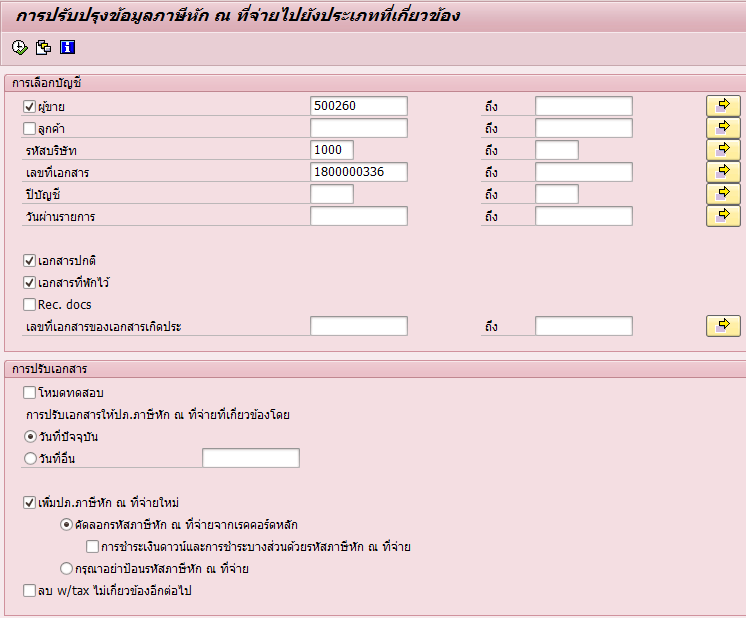 การปรับปรุงข้อมูลภาษีหัก ณ ที่จ่ายไปยังประเภทที่เกี่ยวข้อง
การเลือกบัญชี
ผู้ขาย 500260 ถึง
ลูกค้า ถึง
รหัสบริษัท 1000 ถึง
เลขที่เอกสาร 1800000336 ถึง
ปีบัญชี ถึง
วันผ่านรายการ ถึง
เอกสารปกติ
เอกสารที่พักไว้
Rec. docs
เลขที่เอกสารของเอกสารเกิดประ ถึง
การปรับเอกสาร
โหมดทดสอบ
การปรับเอกสารให้ปภ.ภาษีหัก ณ ที่จ่ายที่เกี่ยวข้องโดย
วันที่ปัจจุบัน
วันที่อื่น
เพิ่มปภ.ภาษีหัก ณ ที่จ่ายใหม่
คัดลอกรหัสภาษีหัก ณ ที่จ่ายจากเรคคอร์ดหลัก
การชำระเงินดาวน์และการชำระบางส่วนด้วยรหัสภาษีหัก ณ ที่จ่าย
กรุณาอย่าป้อนรหัสภาษีหัก ณ ที่จ่าย
ลบ w/tax ไม่เกี่ยวข้องอีกต่อไป